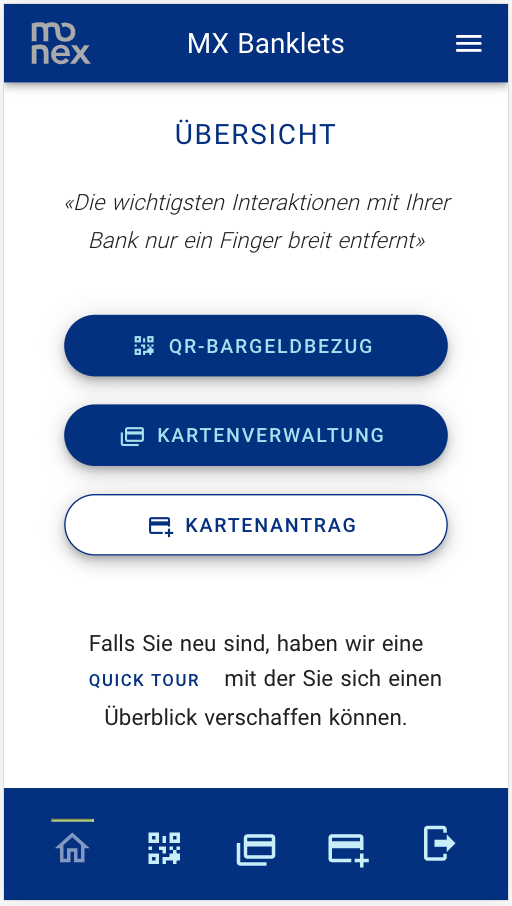 mo
nex
MX Banklets
ÜBERSICHT
«Die wichtigsten Interaktionen mit Ihrer
Bank nur ein Finger breit entfernt»
QR-BARGELDBEZUG
KARTENVERWALTUNG
KARTENANTRAG
Falls Sie neu sind, haben wir eine
QUICK TOUR mit der Sie sich einen
Überblick verschaffen können.